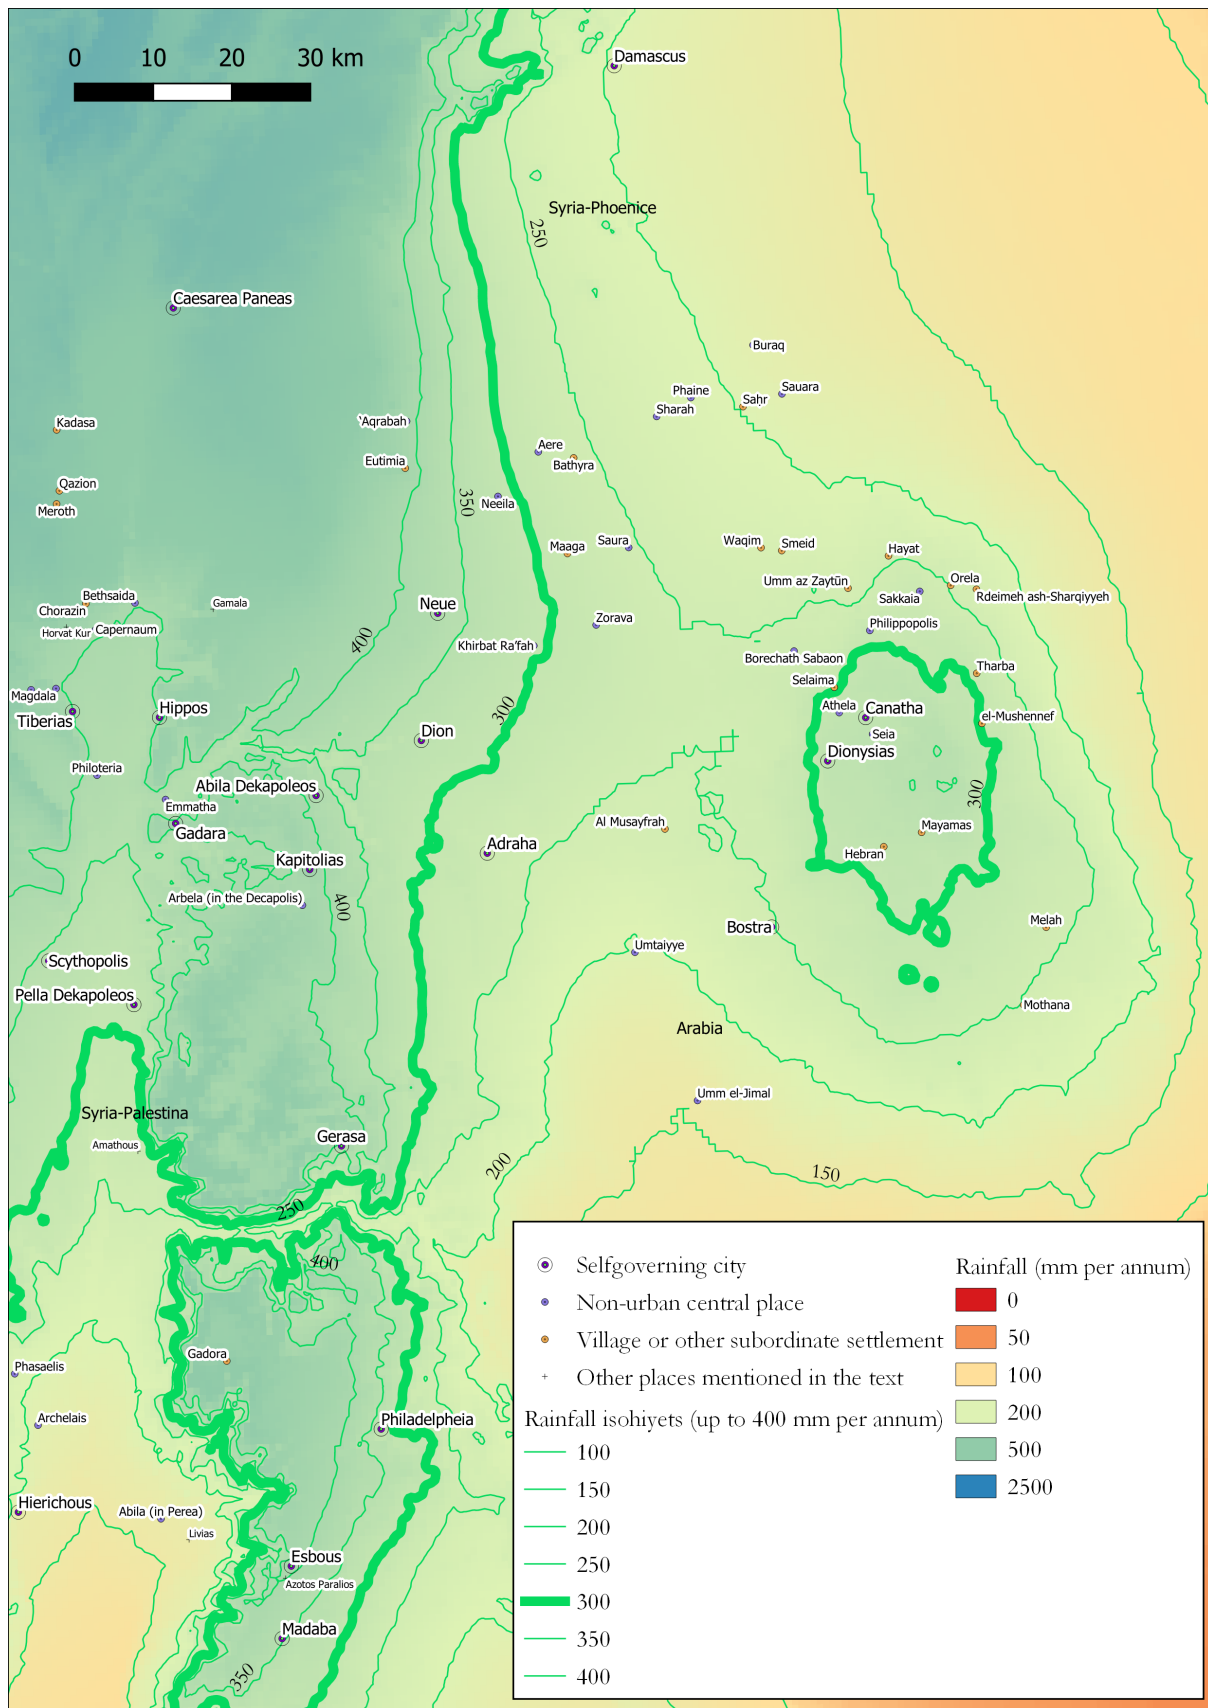 0 10 20 30 km
Damascus
Syria-Phoenice
250
Caesarea Paneas
Buraq
Phaine
Sauara
Sharah
Saḥr
Kadasa
'Aqrabah
Aere
Eutimia
Bathyra
Qazion
Meroth
350
Neeila
Maaga
Saura
Waqim
Smeid
Hayat
Umm az Zaytūn
Orela
Rdeimeh ash-Sharqiyyeh
Sakkaia
Bethsaida
Chorazin
Gamala
Neue
Horvat Kur
Capernaum
400
Khirbat Ra'fah
Zorava
Philippopolis
Borechath Sabaon
Tharba
Selaima
Magdala
Tiberias
Hippos
300
Athela
Canatha
el-Mushennef
Seia
Dion
Dionysias
Philoteria
Abila Dekapoleos
300
Emmatha
Gadara
Al Musayfrah
Mayamas
Adraha
Hebran
Kapitolias
Arbela (in the Decapolis)
400
Bostra
Melah
Umtaiyye
Scythopolis
Pella Dekapoleos
Mothana
Arabia
Syria-Palestina
Umm el-Jimal
Amathous
Gerasa
200
150
250
400
Gadora
Phasaelis
Archelais
Philadelpheia
Hierichous
Abila (in Perea)
Livias
Esbous
Azotos Paralios
Madaba
350
Selfgoverning city
Non-urban central place
Village or other subordinate settlement
Other places mentioned in the text
Rainfall isohiyets (up to 400 mm per annum)
100
150
200
250
300
350
400
Rainfall (mm per annum)
0
50
100
200
500
2500